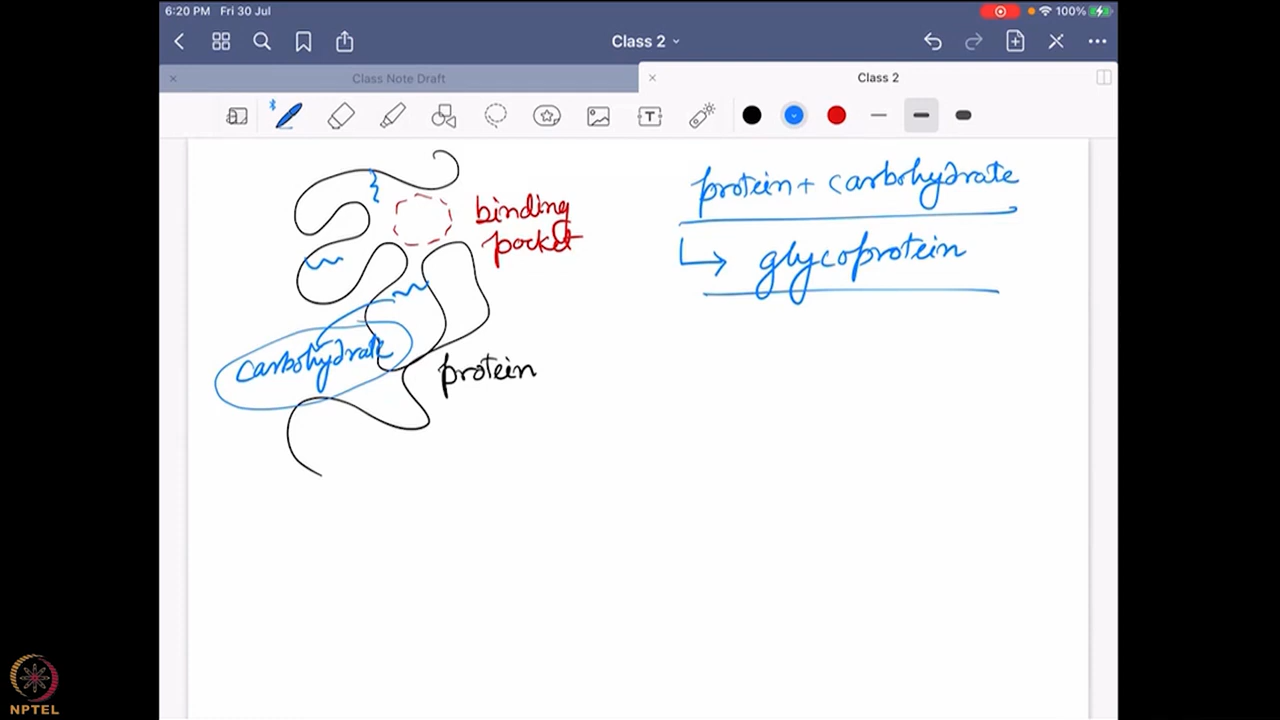 6:20 PM Fri 30 Jul
100%
Class 2
Class Note Draft
Class 2
T
binding
pocket
carbohydrate
protein
protein + carbohydrate
glycoprotein
NPTEL